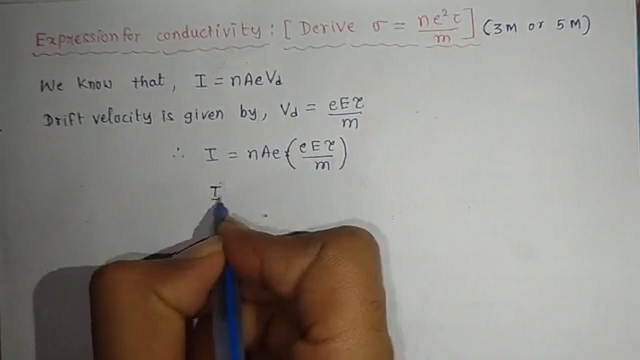 Expression for conductivity: [Derive σ = ne²τ/m] (3M or 5M)
We know that, I = nAeVd
Drift velocity is given by, Vd = eEτ/m
∴ I = nAe(eEτ/m)
I